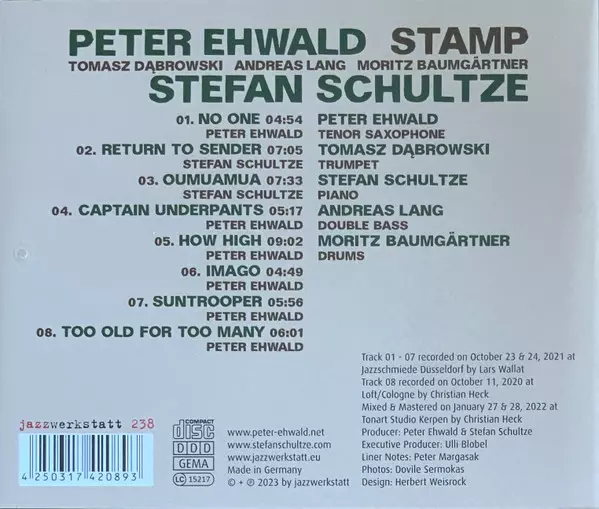 PETER EHWALD STAMP
TOMASZ DĄBROWSKI ANDREAS LANG MORITZ BAUMGÄRTNER
STEFAN SCHULTZE
01. NO ONE 04:54
PETER EHWALD
02. RETURN TO SENDER 07:05
STEFAN SCHULTZE
03. OUMUAMUA 07:33
STEFAN SCHULTZE
04. CAPTAIN UNDERPANTS 05:17
PETER EHWALD
05. HOW HIGH 09:02
PETER EHWALD
06. IMAGO 04:49
PETER EHWALD
07. SUNTROOPER 05:56
PETER EHWALD
08. TOO OLD FOR TOO MANY 06:01
PETER EHWALD
PETER EHWALD
TENOR SAXOPHONE
TOMASZ DĄBROWSKI
TRUMPET
STEFAN SCHULTZE
PIANO
ANDREAS LANG
DOUBLE BASS
MORITZ BAUMGÄRTNER
DRUMS
Track 01 - 07 recorded on October 23 & 24, 2021 at
Jazzschmiede Düsseldorf by Lars Wallat
Track 08 recorded on October 11, 2020 at
Loft/Cologne by Christian Heck
Mixed & Mastered on January 27 & 28, 2022 at
Tonart Studio Kerpen by Christian Heck
Producer: Peter Ehwald & Stefan Schultze
Executive Producer: Ulli Blobel
Liner Notes: Peter Margasak
Photos: Dovile Sermokas
Design: Herbert Weisrock
jazzwerkstatt 238
4 250317 420893
COMPACT
disc
DIGITAL AUDIO
DDD
GEMA
LC 15217
www.peter-ehwald.net
www.stefanschultze.com
www.jazzwerkstatt.eu
Made in Germany
© + ℗ 2023 by jazzwerkstatt